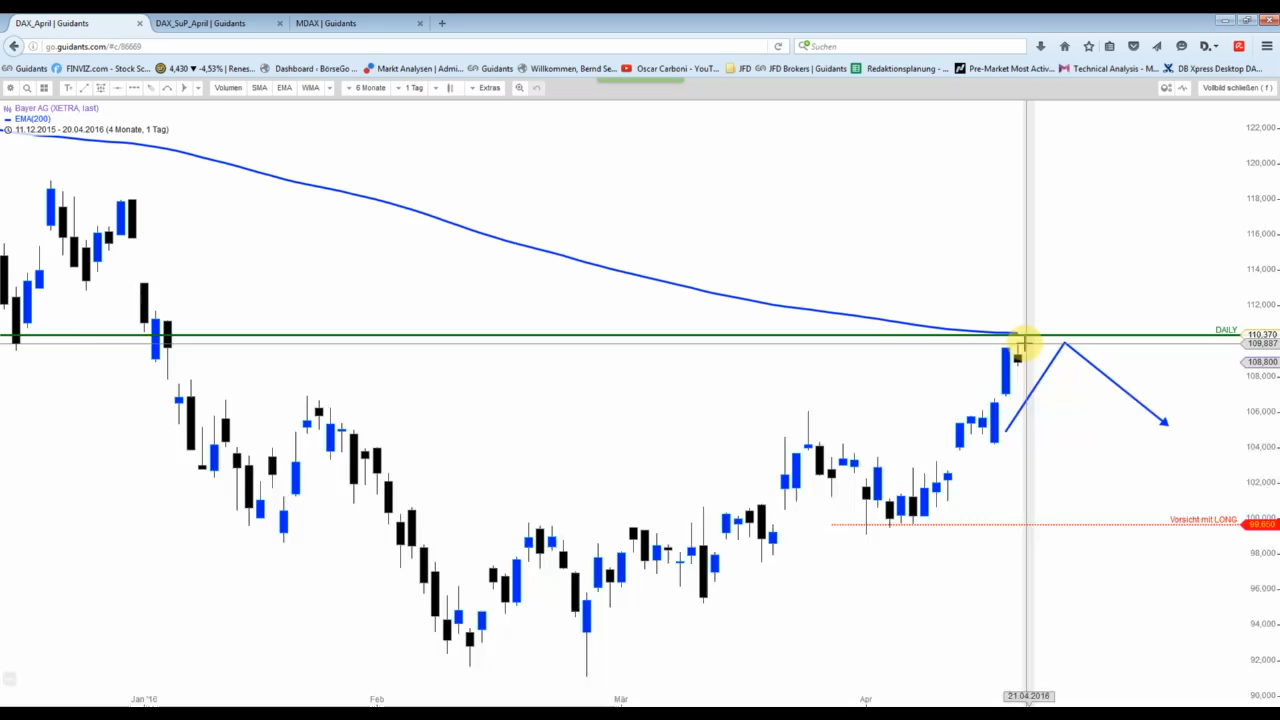 DAX_April | Guidants
DAX_SuP_April | Guidants
MDAX | Guidants
go.guidants.com/#c/86669
Suchen
Guidants
FINVIZ.com - Stock Sc...
4,430 ▼ -4,53% | Renes...
Dashboard - BörseGo ...
Markt Analysen | Admi...
Guidants
Willkommen, Bernd Se...
Oscar Carboni - YouT...
JFD
JFD Brokers | Guidants
Redaktionsplanung - ...
Pre-Market Most Activ...
Technical Analysis - M...
DB Xpress Desktop DA...
Volumen
SMA
EMA
WMA
6 Monate
1 Tag
Extras
Vollbild schließen ( f )
Bayer AG (XETRA, last)
EMA(200)
11.12.2015 - 20.04.2016 (4 Monate, 1 Tag)
122,000
120,000
118,000
116,000
114,000
112,000
DAILY
110,370
109,887
108,800
108,000
106,000
104,000
102,000
100,000
Vorsicht mit LONG
99,650
98,000
96,000
94,000
92,000
90,000
Jan '16
Feb
Mär
Apr
21.04.2016